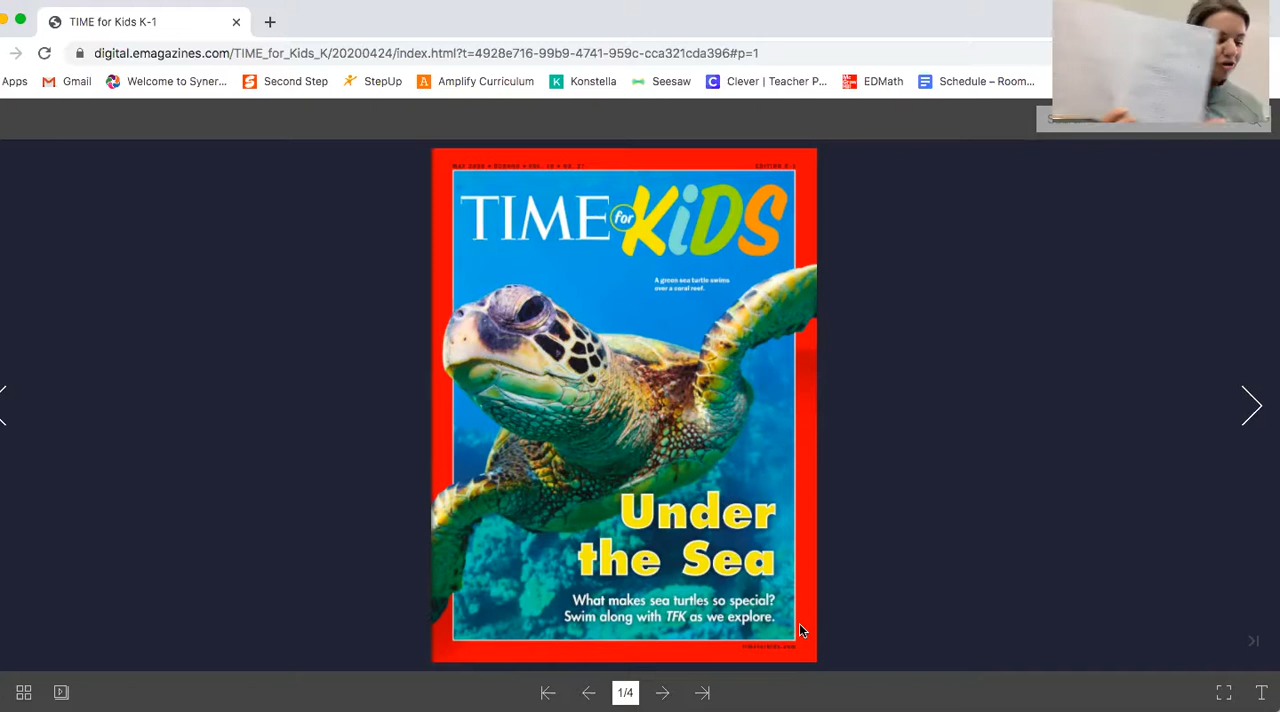 TIME for Kids K-1
digital.emagazines.com/TIME_for_Kids_K/20200424/index.html?t=4928e716-99b9-4741-959c-cca321cda396#p=1
Apps Gmail Welcome to Syner... Second Step StepUp Amplify Curriculum Konstella Seesaw Clever | Teacher P... EDMath Schedule – Room...
TIME for KiDS
A green sea turtle swims
over a coral reef.
Under
the Sea
What makes sea turtles so special?
Swim along with TFK as we explore.
1/4